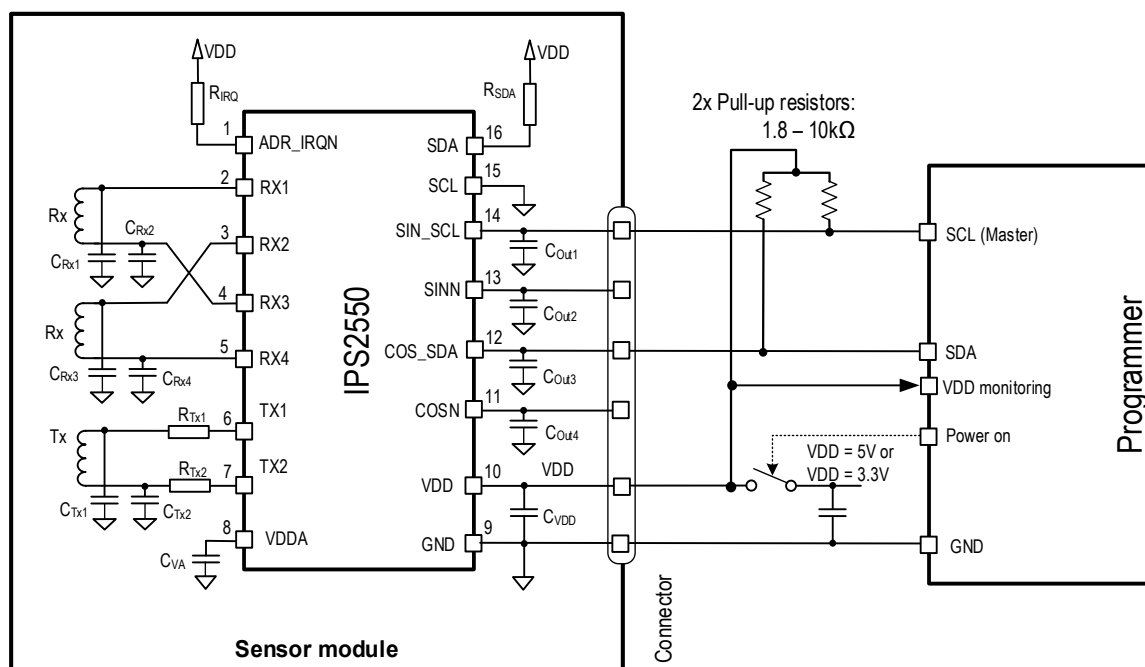 VDD
VDD
R_IRQ
R_SDA
2x Pull-up resistors:
1.8 – 10kΩ
1
ADR_IRQN
SDA
16
2
RX1
SCL
15
Rx
C_Rx1
C_Rx2
3
RX2
SIN_SCL
14
C_Out1
SCL (Master)
4
RX3
SINN
13
C_Out2
Rx
C_Rx3
C_Rx4
5
RX4
COS_SDA
12
C_Out3
SDA
IPS2550
VDD monitoring
COSN
11
C_Out4
Power on
Tx
R_Tx1
6
TX1
VDD = 5V or
VDD = 3.3V
R_Tx2
7
TX2
VDD
10
VDD
C_Tx1
C_Tx2
C_VDD
8
VDDA
C_VA
GND
9
GND
Programmer
Connector
Sensor module